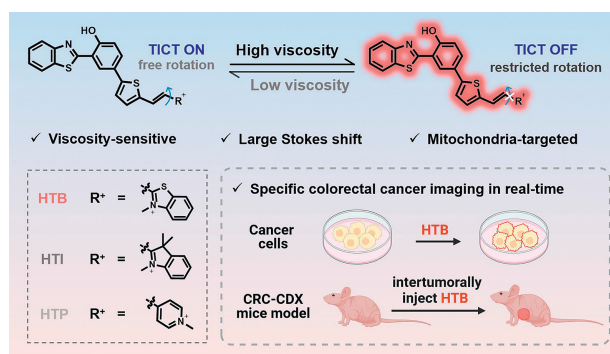 HO
N
S
S
R⁺
TICT ON
free rotation
High viscosity
Low viscosity
HO
N
S
S
R⁺
TICT OFF
restricted rotation
✓ Viscosity-sensitive
✓ Large Stokes shift
✓ Mitochondria-targeted
HTB R⁺ =
S
N
+
HTI R⁺ =
N
+
HTP R⁺ =
N
+
✓ Specific colorectal cancer imaging in real-time
Cancer
cells
HTB
CRC-CDX
mice model
intertumorally
inject HTB